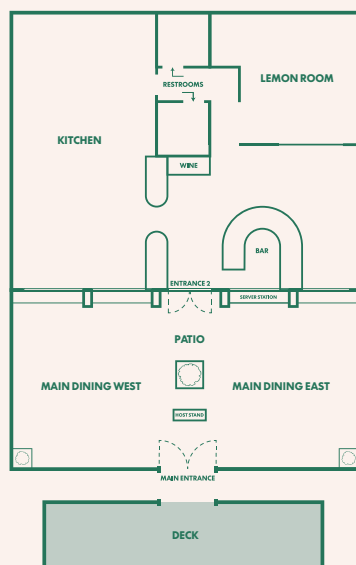 LEMON ROOM
RESTROOMS
KITCHEN
WINE
BAR
ENTRANCE 2
SERVER STATION
PATIO
MAIN DINING WEST
MAIN DINING EAST
HOST STAND
MAIN ENTRANCE
DECK